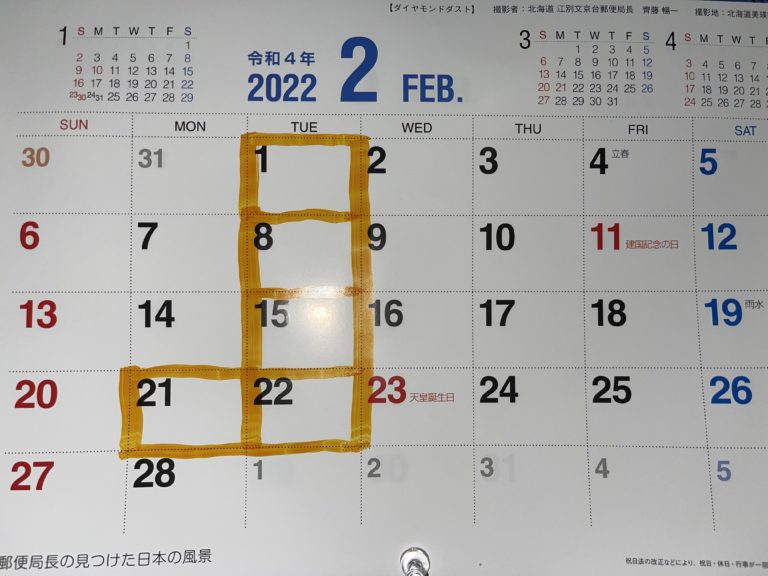 【ダイヤモンドダスト】 撮影者：北海道 江別文京台郵便局長 齊藤 暢一 撮影地：北海道美瑛
1
S M T W T F S
1
2 3 4 5 6 7 8
9 10 11 12 13 14 15
16 17 18 19 20 21 22
23/30 24/31 25 26 27 28 29
令和4年
2022 2 FEB.
3
S M T W T F S
1 2 3 4 5
6 7 8 9 10 11 12
13 14 15 16 17 18 19
20 21 22 23 24 25 26
27 28 29 30 31
4
S M T
3 4 5
10 11 12
17 18 19
24 25 26
SUN MON TUE WED THU FRI SAT
30 31 1 2 3 4 立春 5
6 7 8 9 10 11 建国記念の日 12
13 14 15 16 17 18 19 雨水
20 21 22 23 天皇誕生日 24 25 26
27 28 1 2 3 4 5
郵便局長の見つけた日本の風景
祝日法の改正などにより、祝日・休日・行事が一部